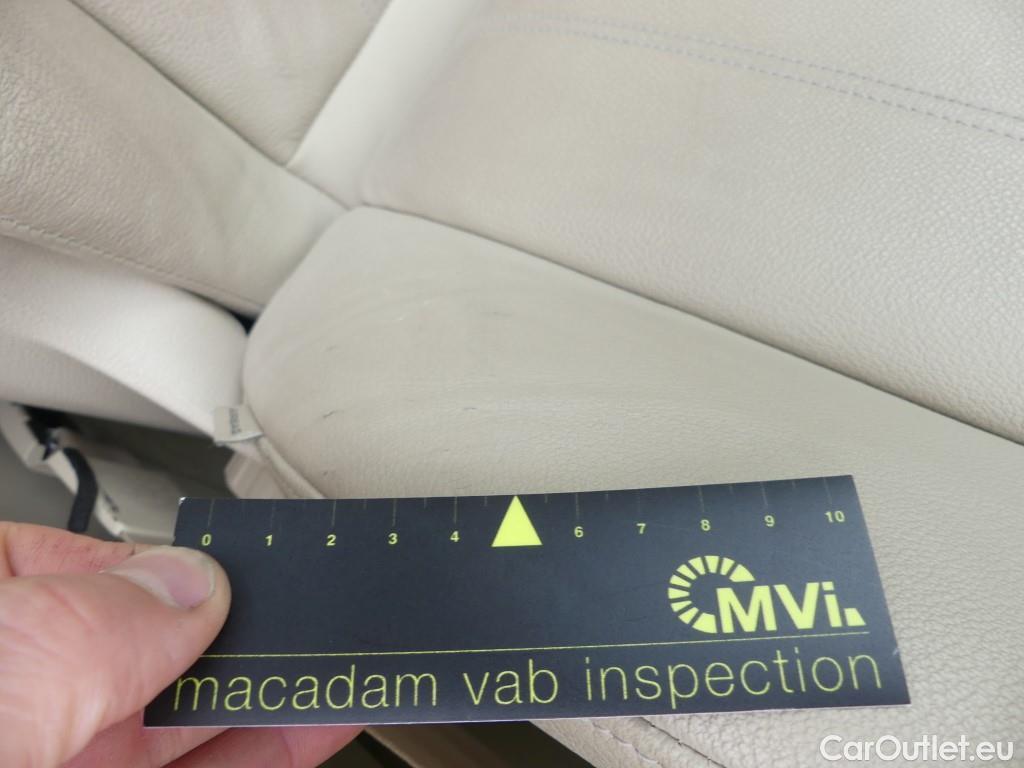 0 1 2 3 4 6 7 8 9 10
MVi.
macadam vab inspection
CarOutlet.eu